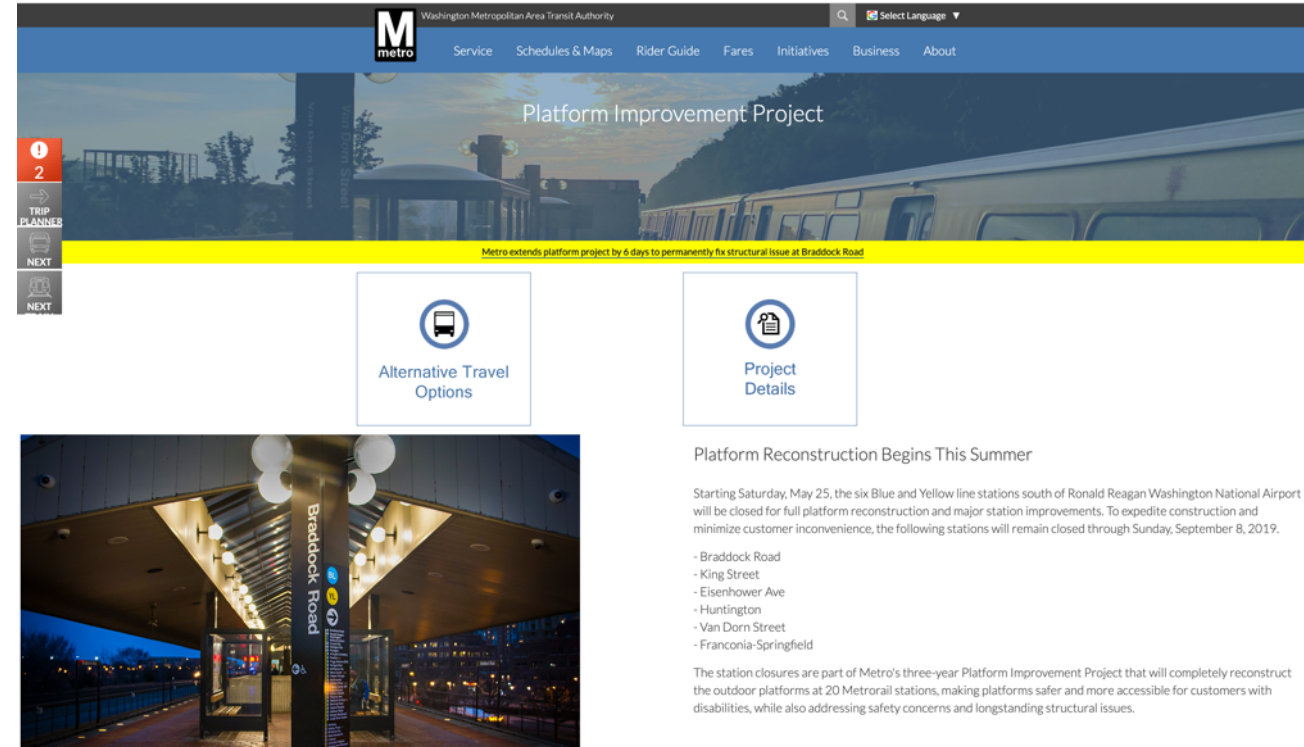 Washington Metropolitan Area Transit Authority
Select Language ▼
M
metro
Service Schedules & Maps Rider Guide Fares Initiatives Business About
Platform Improvement Project
Van Dorn Street
Van Dorn Street
!
2
TRIP
PLANNER
NEXT
NEXT
Metro extends platform project by 6 days to permanently fix structural issue at Braddock Road
Alternative Travel
Options
Project
Details
Braddock Road
BL
YL
Platform Reconstruction Begins This Summer
Starting Saturday, May 25, the six Blue and Yellow line stations south of Ronald Reagan Washington National Airport
will be closed for full platform reconstruction and major station improvements. To expedite construction and
minimize customer inconvenience, the following stations will remain closed through Sunday, September 8, 2019.
- Braddock Road
- King Street
- Eisenhower Ave
- Huntington
- Van Dorn Street
- Franconia-Springfield
The station closures are part of Metro's three-year Platform Improvement Project that will completely reconstruct
the outdoor platforms at 20 Metrorail stations, making platforms safer and more accessible for customers with
disabilities, while also addressing safety concerns and longstanding structural issues.